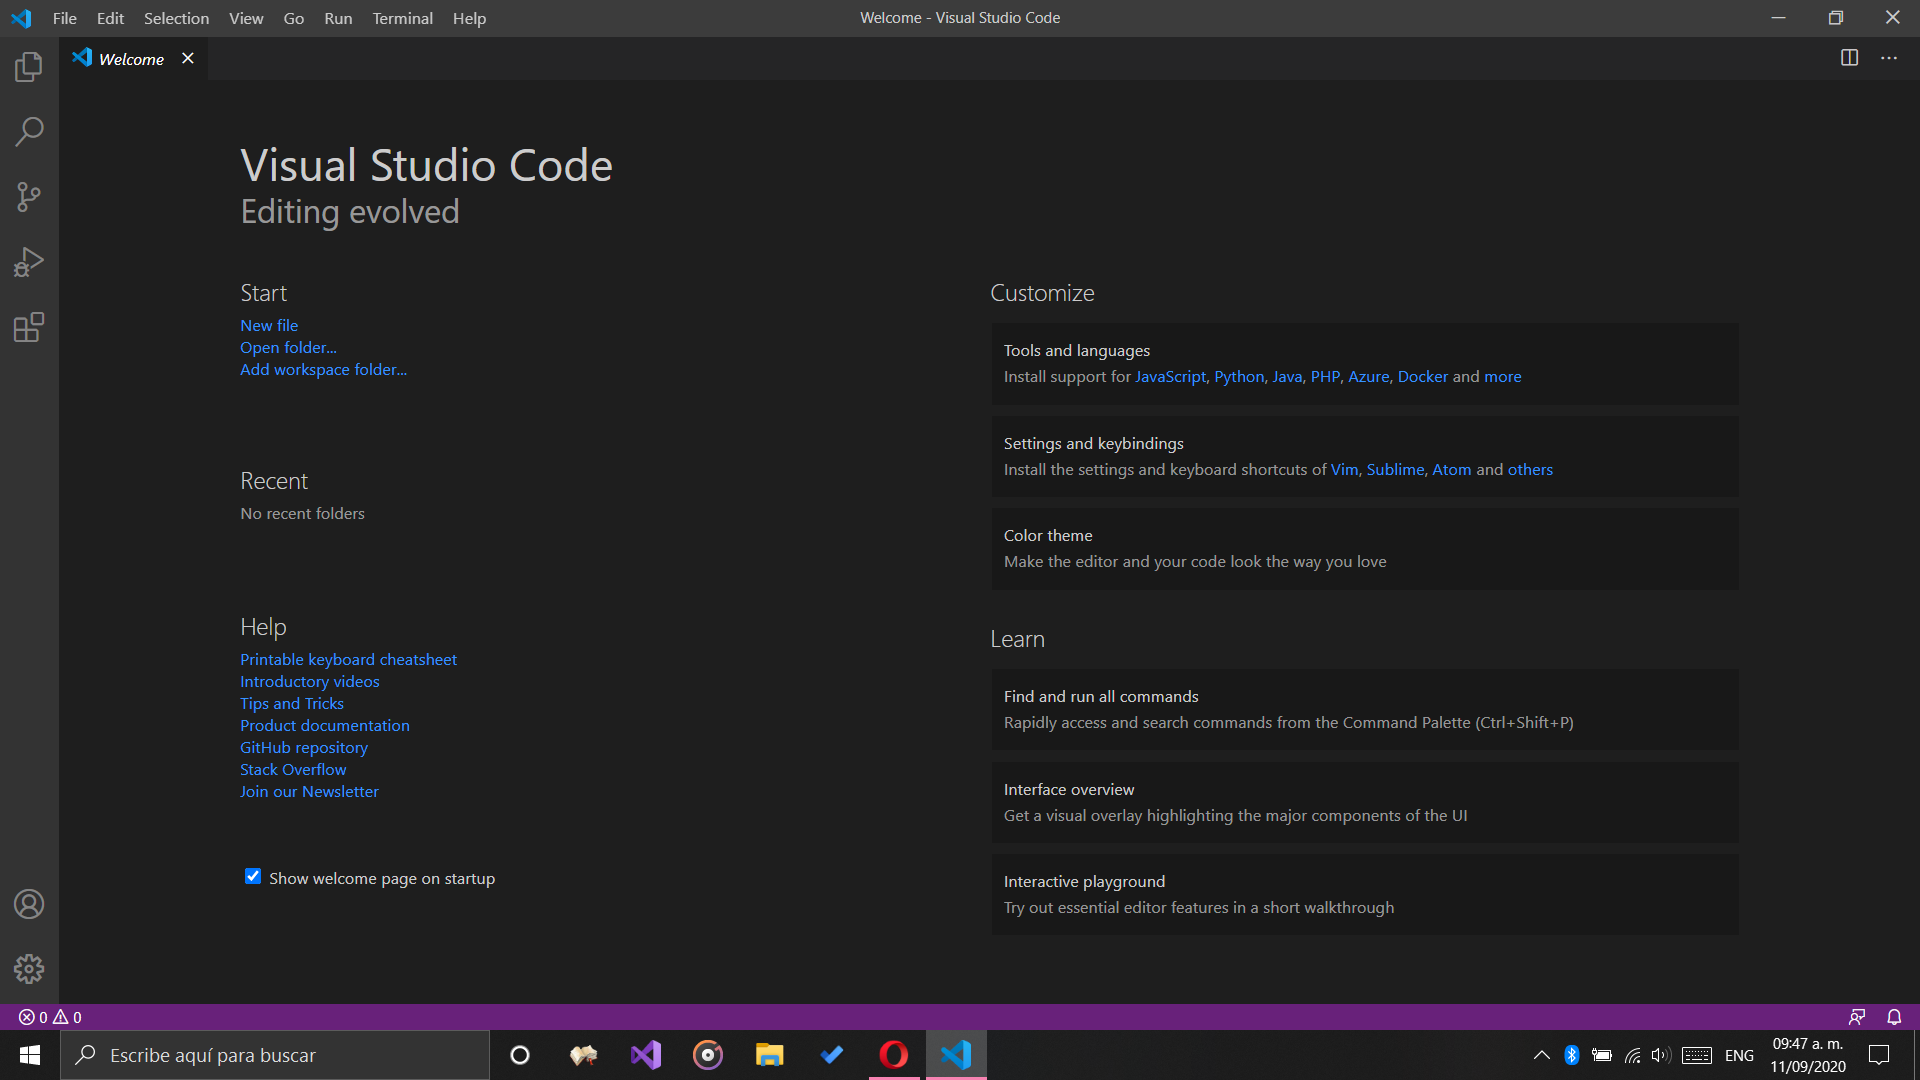 File Edit Selection View Go Run Terminal Help
Welcome - Visual Studio Code
Welcome
Visual Studio Code
Editing evolved
Start
New file
Open folder...
Add workspace folder...
Recent
No recent folders
Help
Printable keyboard cheatsheet
Introductory videos
Tips and Tricks
Product documentation
GitHub repository
Stack Overflow
Join our Newsletter
Show welcome page on startup
Customize
Tools and languages
Install support for JavaScript, Python, Java, PHP, Azure, Docker and more
Settings and keybindings
Install the settings and keyboard shortcuts of Vim, Sublime, Atom and others
Color theme
Make the editor and your code look the way you love
Learn
Find and run all commands
Rapidly access and search commands from the Command Palette (Ctrl+Shift+P)
Interface overview
Get a visual overlay highlighting the major components of the UI
Interactive playground
Try out essential editor features in a short walkthrough
0 0
Escribe aquí para buscar
ENG
09:47 a. m.
11/09/2020